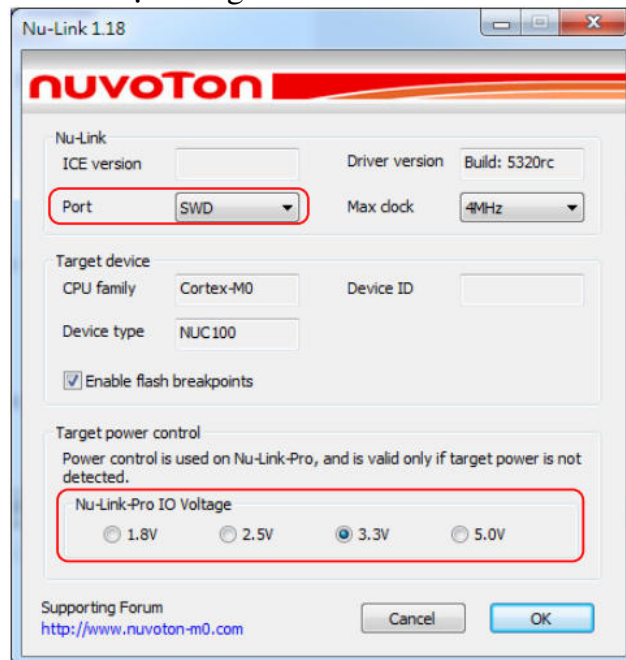 Nu-Link 1.18
nuvoTon
Nu-Link
ICE version Driver version Build: 5320rc
Port SWD Max clock 4MHz
Target device
CPU family Cortex-M0 Device ID
Device type NUC100
Enable flash breakpoints
Target power control
Power control is used on Nu-Link-Pro, and is valid only if target power is not
detected.
Nu-Link-Pro IO Voltage
1.8V 2.5V 3.3V 5.0V
Supporting Forum
http://www.nuvoton-m0.com
Cancel OK